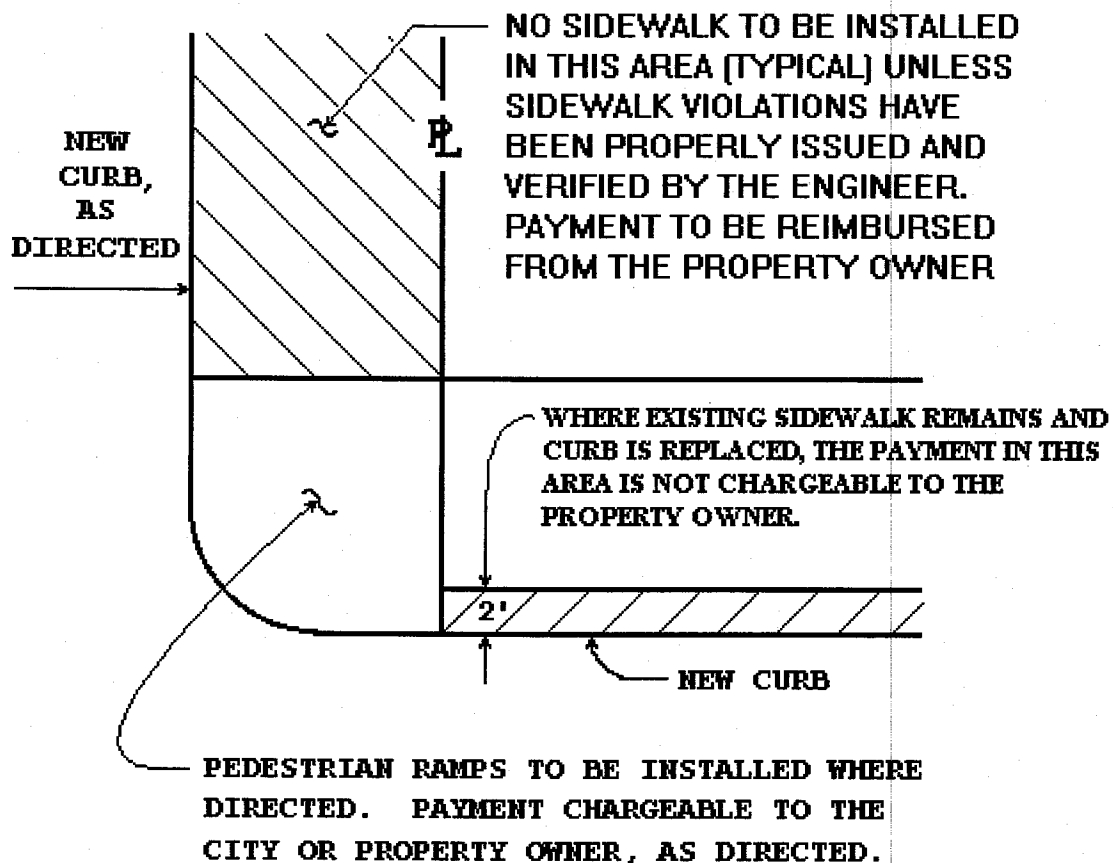 NO SIDEWALK TO BE INSTALLED
IN THIS AREA (TYPICAL) UNLESS
SIDEWALK VIOLATIONS HAVE
BEEN PROPERLY ISSUED AND
VERIFIED BY THE ENGINEER.
PAYMENT TO BE REIMBURSED
FROM THE PROPERTY OWNER
PL
NEW
CURB,
AS
DIRECTED
WHERE EXISTING SIDEWALK REMAINS AND
CURB IS REPLACED, THE PAYMENT IN THIS
AREA IS NOT CHARGEABLE TO THE
PROPERTY OWNER.
2'
NEW CURB
PEDESTRIAN RAMPS TO BE INSTALLED WHERE
DIRECTED. PAYMENT CHARGEABLE TO THE
CITY OR PROPERTY OWNER, AS DIRECTED.